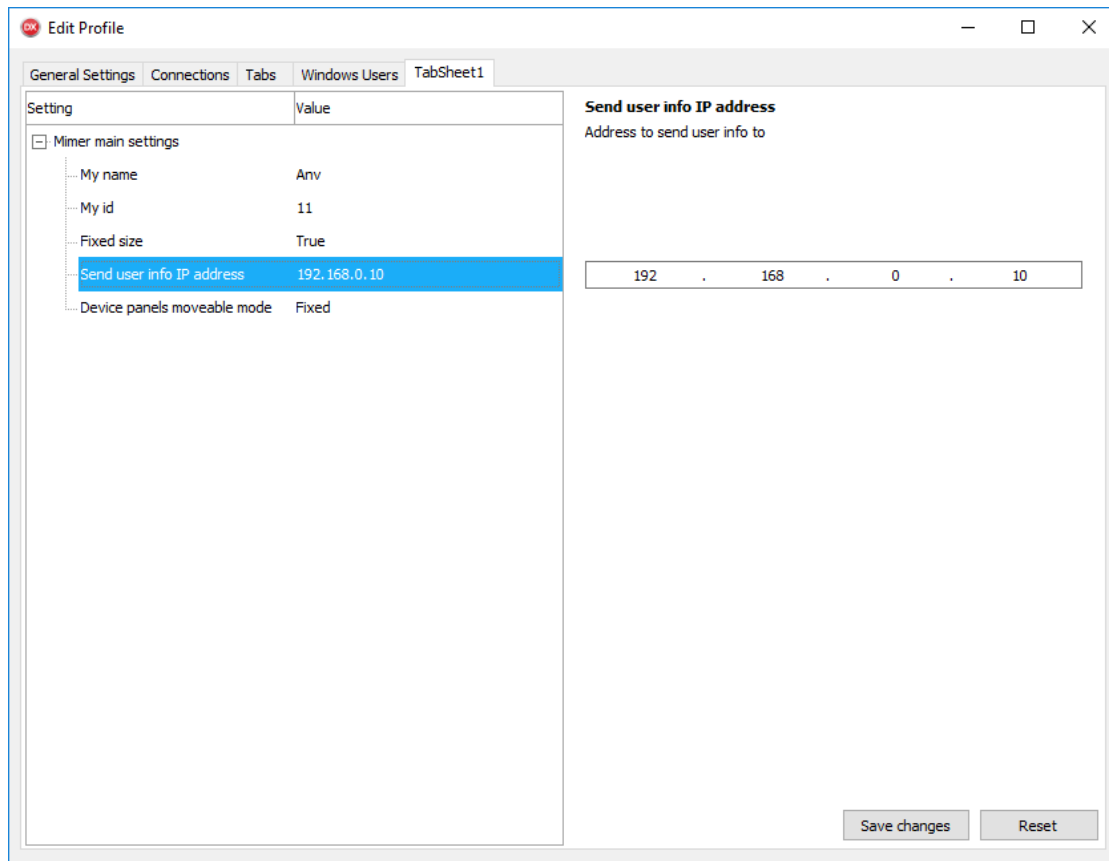 DX Edit Profile
General Settings Connections Tabs Windows Users TabSheet1
Setting Value
Mimer main settings
My name Anv
My id 11
Fixed size True
Send user info IP address 192.168.0.10
Device panels moveable mode Fixed
Send user info IP address
Address to send user info to
192 . 168 . 0 . 10
Save changes Reset